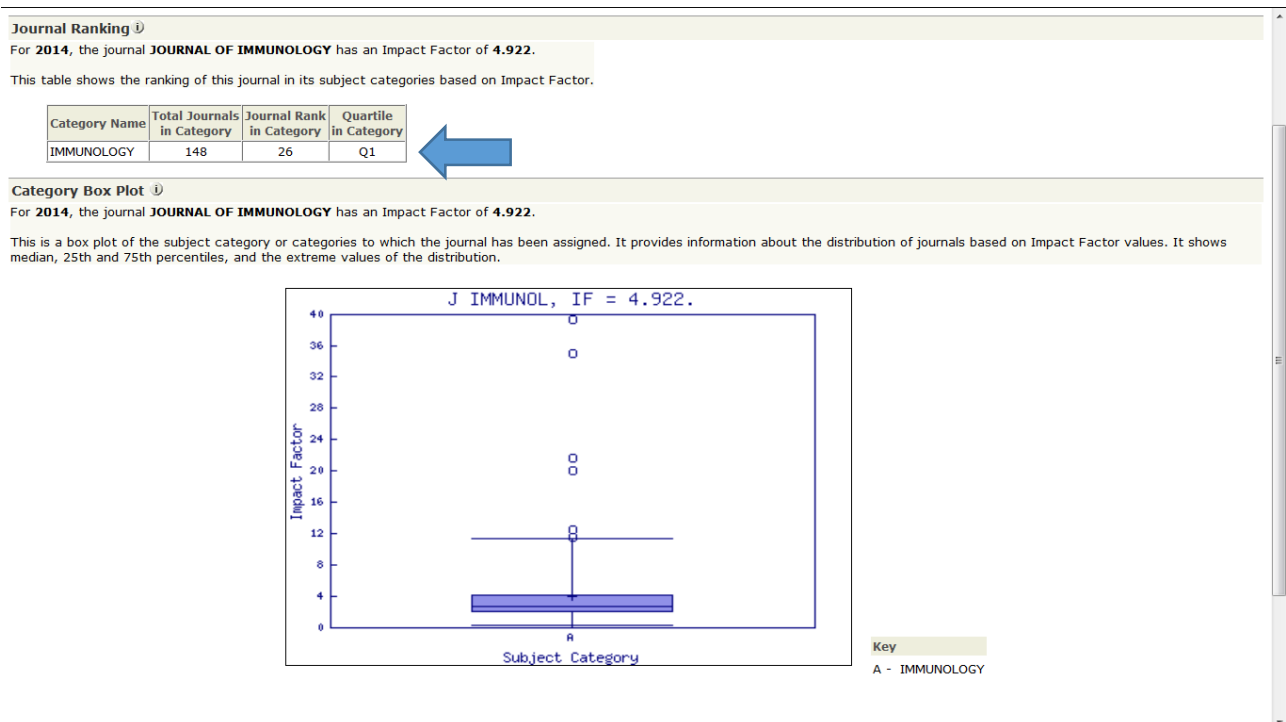 Journal Ranking i
For 2014, the journal JOURNAL OF IMMUNOLOGY has an Impact Factor of 4.922.
This table shows the ranking of this journal in its subject categories based on Impact Factor.
Category Name Total Journals in Category Journal Rank in Category Quartile in Category
IMMUNOLOGY 148 26 Q1
Category Box Plot i
For 2014, the journal JOURNAL OF IMMUNOLOGY has an Impact Factor of 4.922.
This is a box plot of the subject category or categories to which the journal has been assigned. It provides information about the distribution of journals based on Impact Factor values. It shows
median, 25th and 75th percentiles, and the extreme values of the distribution.
J IMMUNOL, IF = 4.922.
40
36
32
28
24
20
16
12
8
4
0
Impact Factor
A
Subject Category
Key
A - IMMUNOLOGY